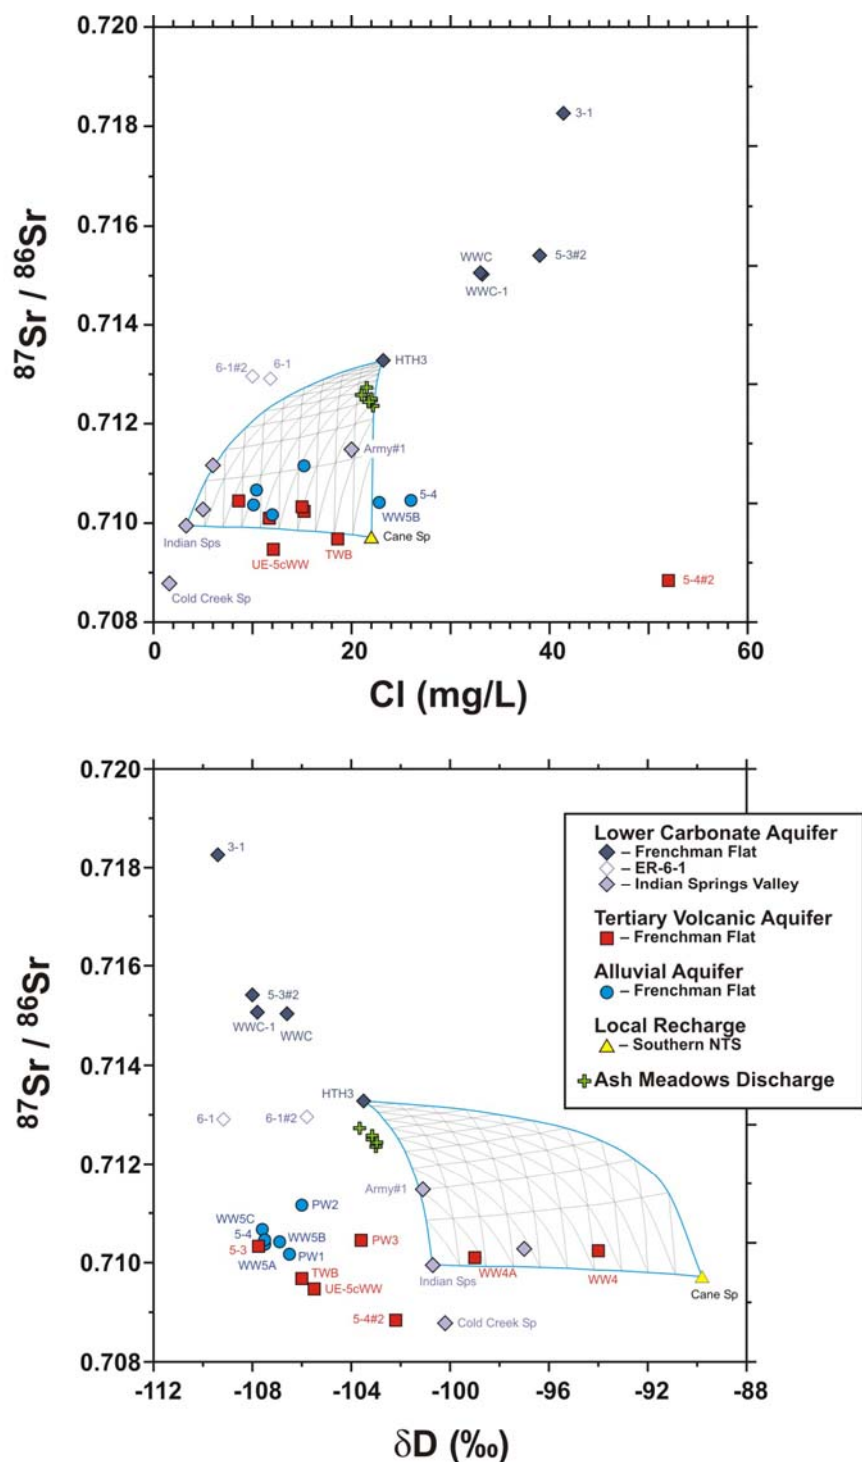 0.720
0.718
0.716
0.714
0.712
0.710
0.708
87Sr / 86Sr
3-1
WWC
5-3#2
WWC-1
6-1#2
6-1
HTH3
Army#1
5-4
WW5B
Indian Sps
Cane Sp
UE-5cWW
TWB
Cold Creek Sp
5-4#2
0
20
40
60
Cl (mg/L)
0.720
0.718
0.716
0.714
0.712
0.710
0.708
87Sr / 86Sr
3-1
5-3#2
WWC-1
WWC
HTH3
6-1
6-1#2
Army#1
WW5C
PW2
5-4
WW5B
5-3
PW3
WW5A
PW1
TWB
Indian Sps
WW4A
WW4
UE-5cWW
Cane Sp
5-4#2
Cold Creek Sp
-112
-108
-104
-100
-96
-92
-88
δD (‰)
Lower Carbonate Aquifer
– Frenchman Flat
– ER-6-1
– Indian Springs Valley
Tertiary Volcanic Aquifer
– Frenchman Flat
Alluvial Aquifer
– Frenchman Flat
Local Recharge
– Southern NTS
Ash Meadows Discharge